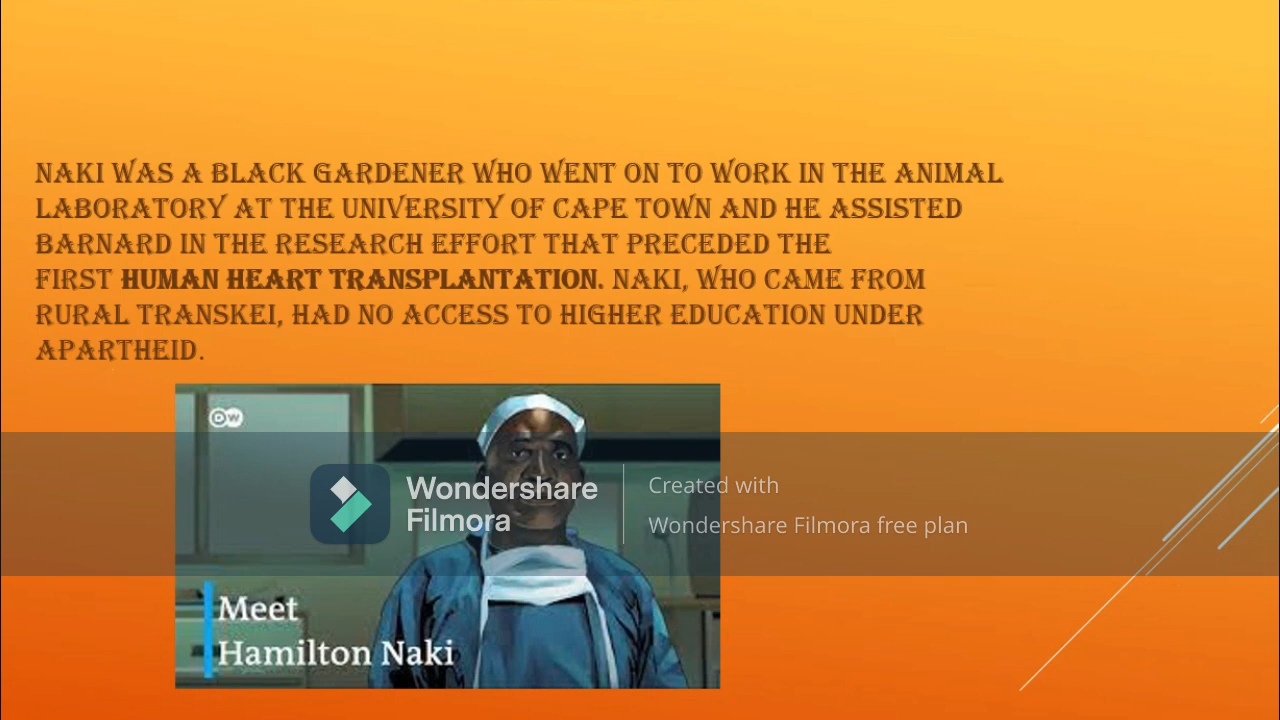 NAKI WAS A BLACK GARDENER WHO WENT ON TO WORK IN THE ANIMAL
LABORATORY AT THE UNIVERSITY OF CAPE TOWN AND HE ASSISTED
BARNARD IN THE RESEARCH EFFORT THAT PRECEDED THE
FIRST HUMAN HEART TRANSPLANTATION. NAKI, WHO CAME FROM
RURAL TRANSKEI, HAD NO ACCESS TO HIGHER EDUCATION UNDER
APARTHEID.
DW
Wondershare
Filmora
Created with
Wondershare Filmora free plan
Meet
Hamilton Naki